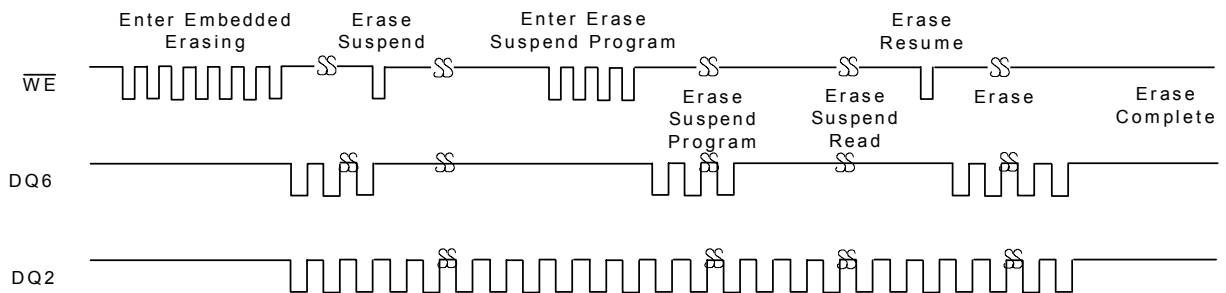 Enter Embedded
Erasing
Erase
Suspend
Enter Erase
Suspend Program
Erase
Resume
WE
Erase
Suspend
Program
Erase
Suspend
Read
Erase
Erase
Complete
DQ6
DQ2